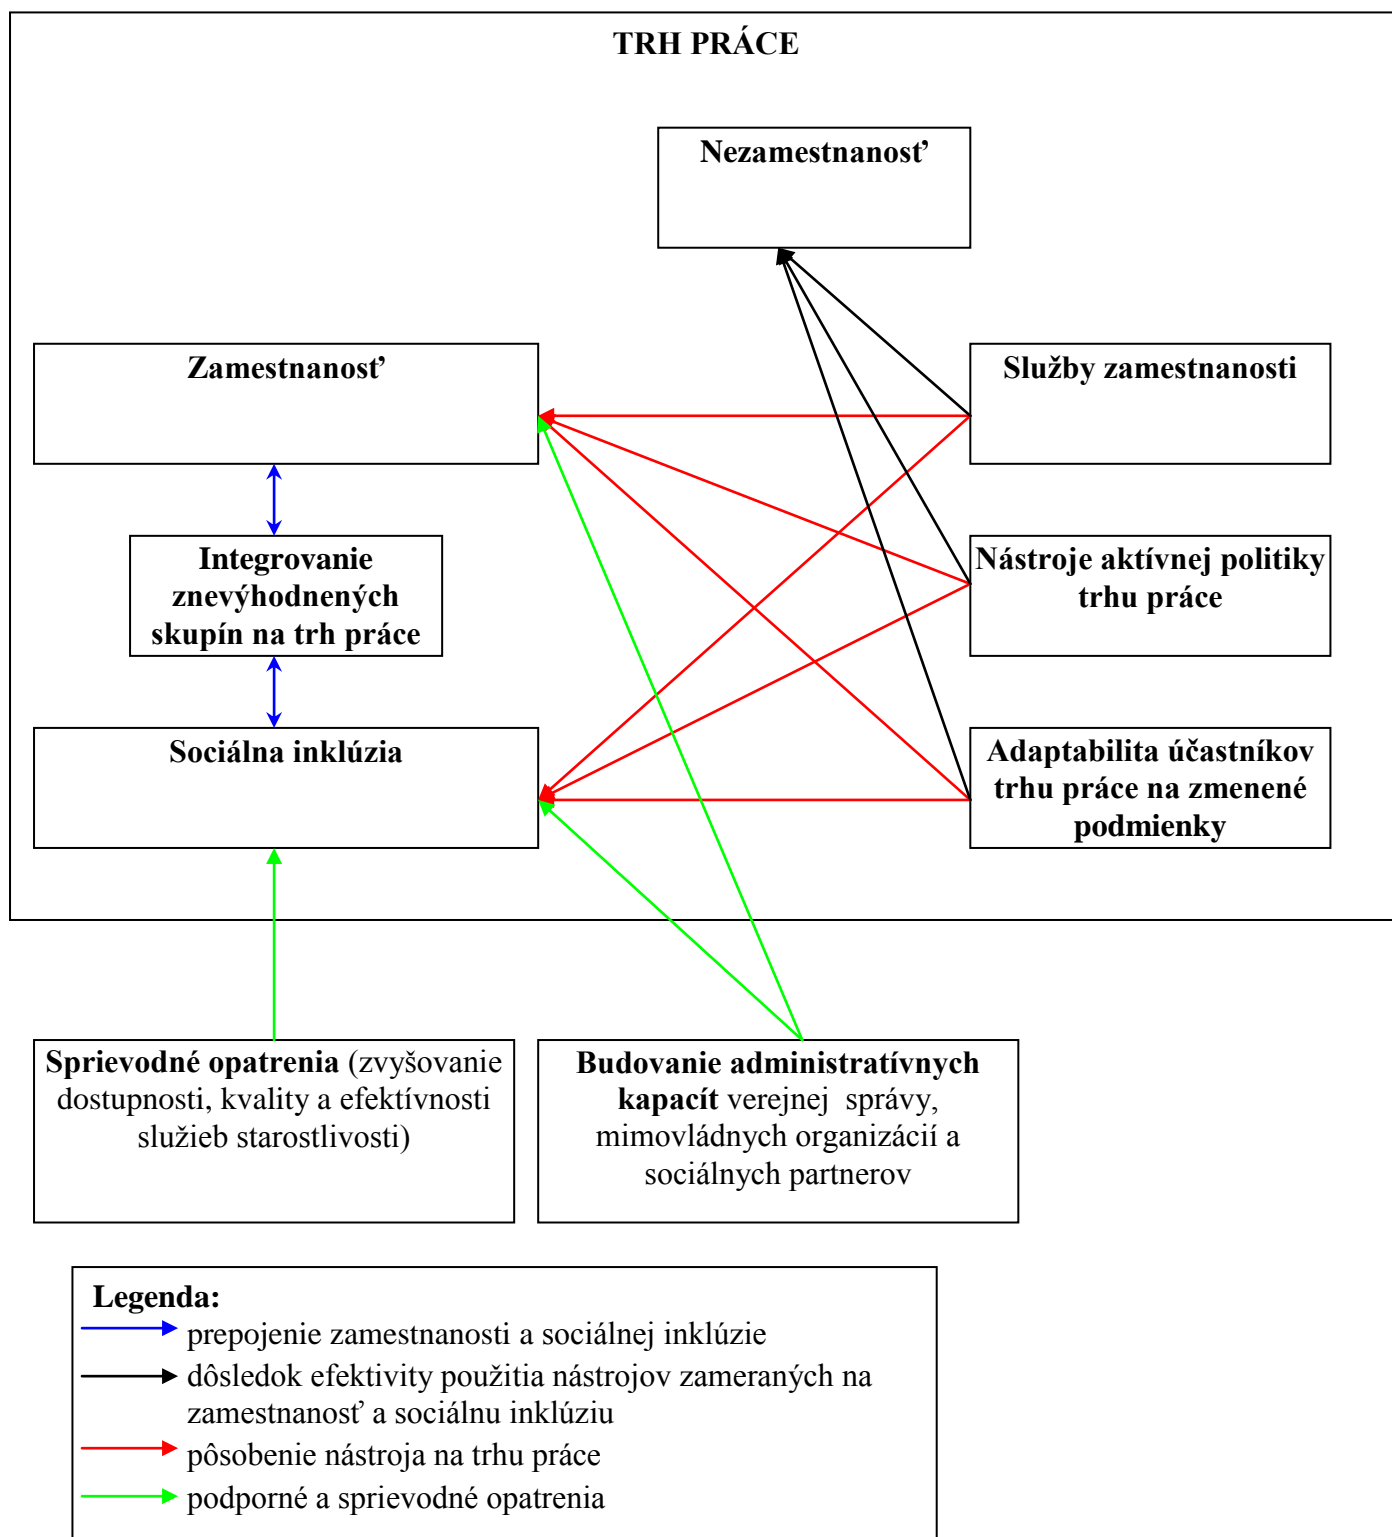 TRH PRÁCE
Nezamestnanosť
Zamestnanosť
Služby zamestnanosti
Integrovanie
znevýhodnených
skupín na trh práce
Nástroje aktívnej politiky
trhu práce
Sociálna inklúzia
Adaptabilita účastníkov
trhu práce na zmenené
podmienky
Sprievodné opatrenia (zvyšovanie
dostupnosti, kvality a efektívnosti
služieb starostlivosti)
Budovanie administratívnych
kapacít verejnej správy,
mimovládnych organizácií a
sociálnych partnerov
Legenda:
prepojenie zamestnanosti a sociálnej inklúzie
dôsledok efektivity použitia nástrojov zameraných na
zamestnanosť a sociálnu inklúziu
pôsobenie nástroja na trhu práce
podporné a sprievodné opatrenia